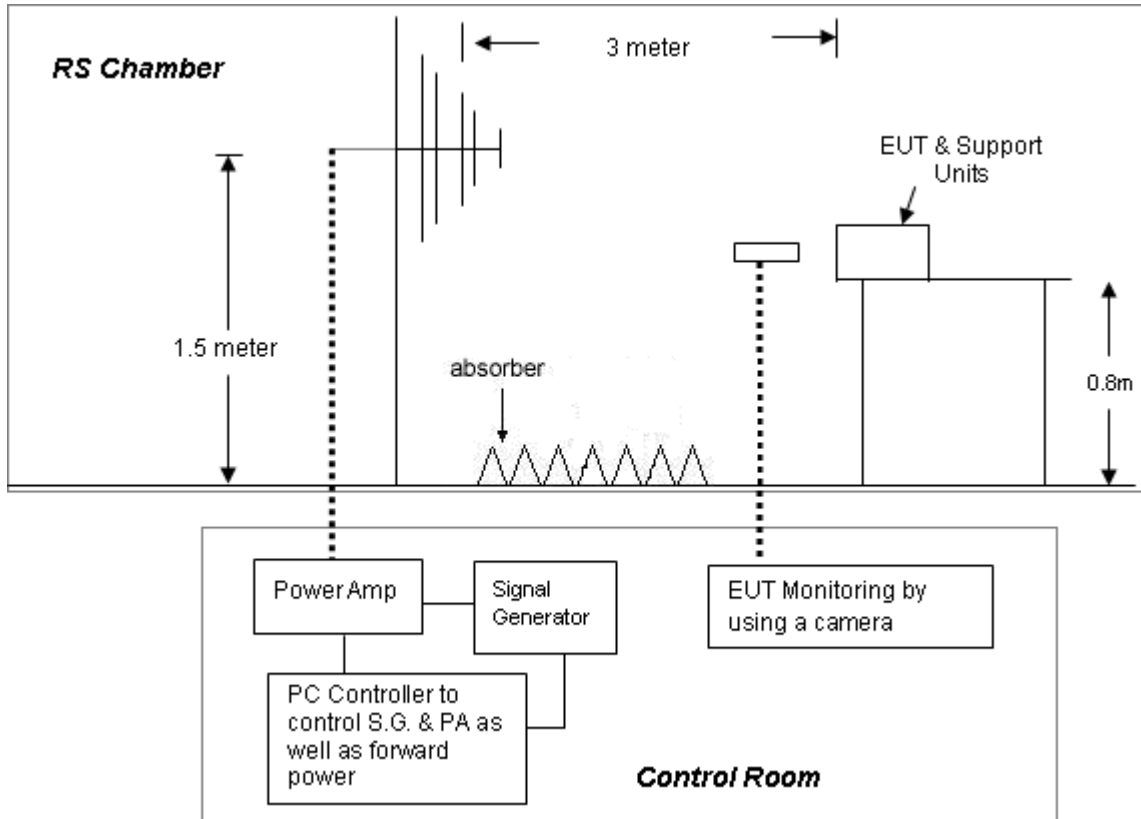 RS Chamber
3 meter
EUT & Support
Units
1.5 meter
absorber
0.8m
Power Amp
Signal
Generator
EUT Monitoring by
using a camera
PC Controller to
control S.G. & PA as
well as forward
power
Control Room